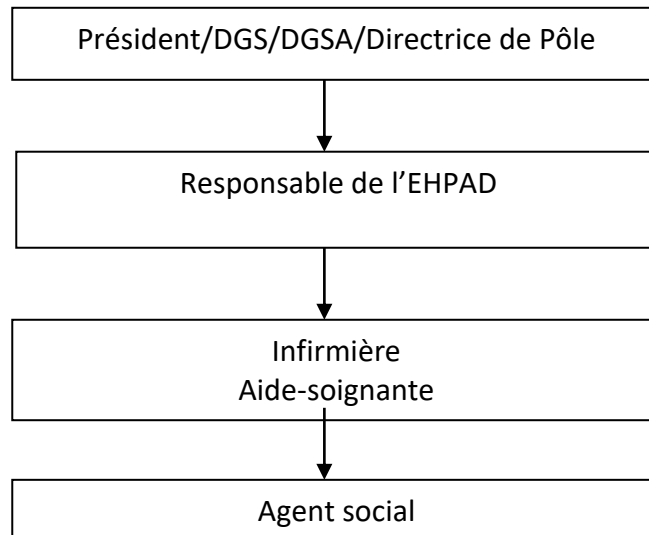 Président/DGS/DGSA/Directrice de Pôle
Responsable de l’EHPAD
Infirmière
Aide-soignante
Agent social